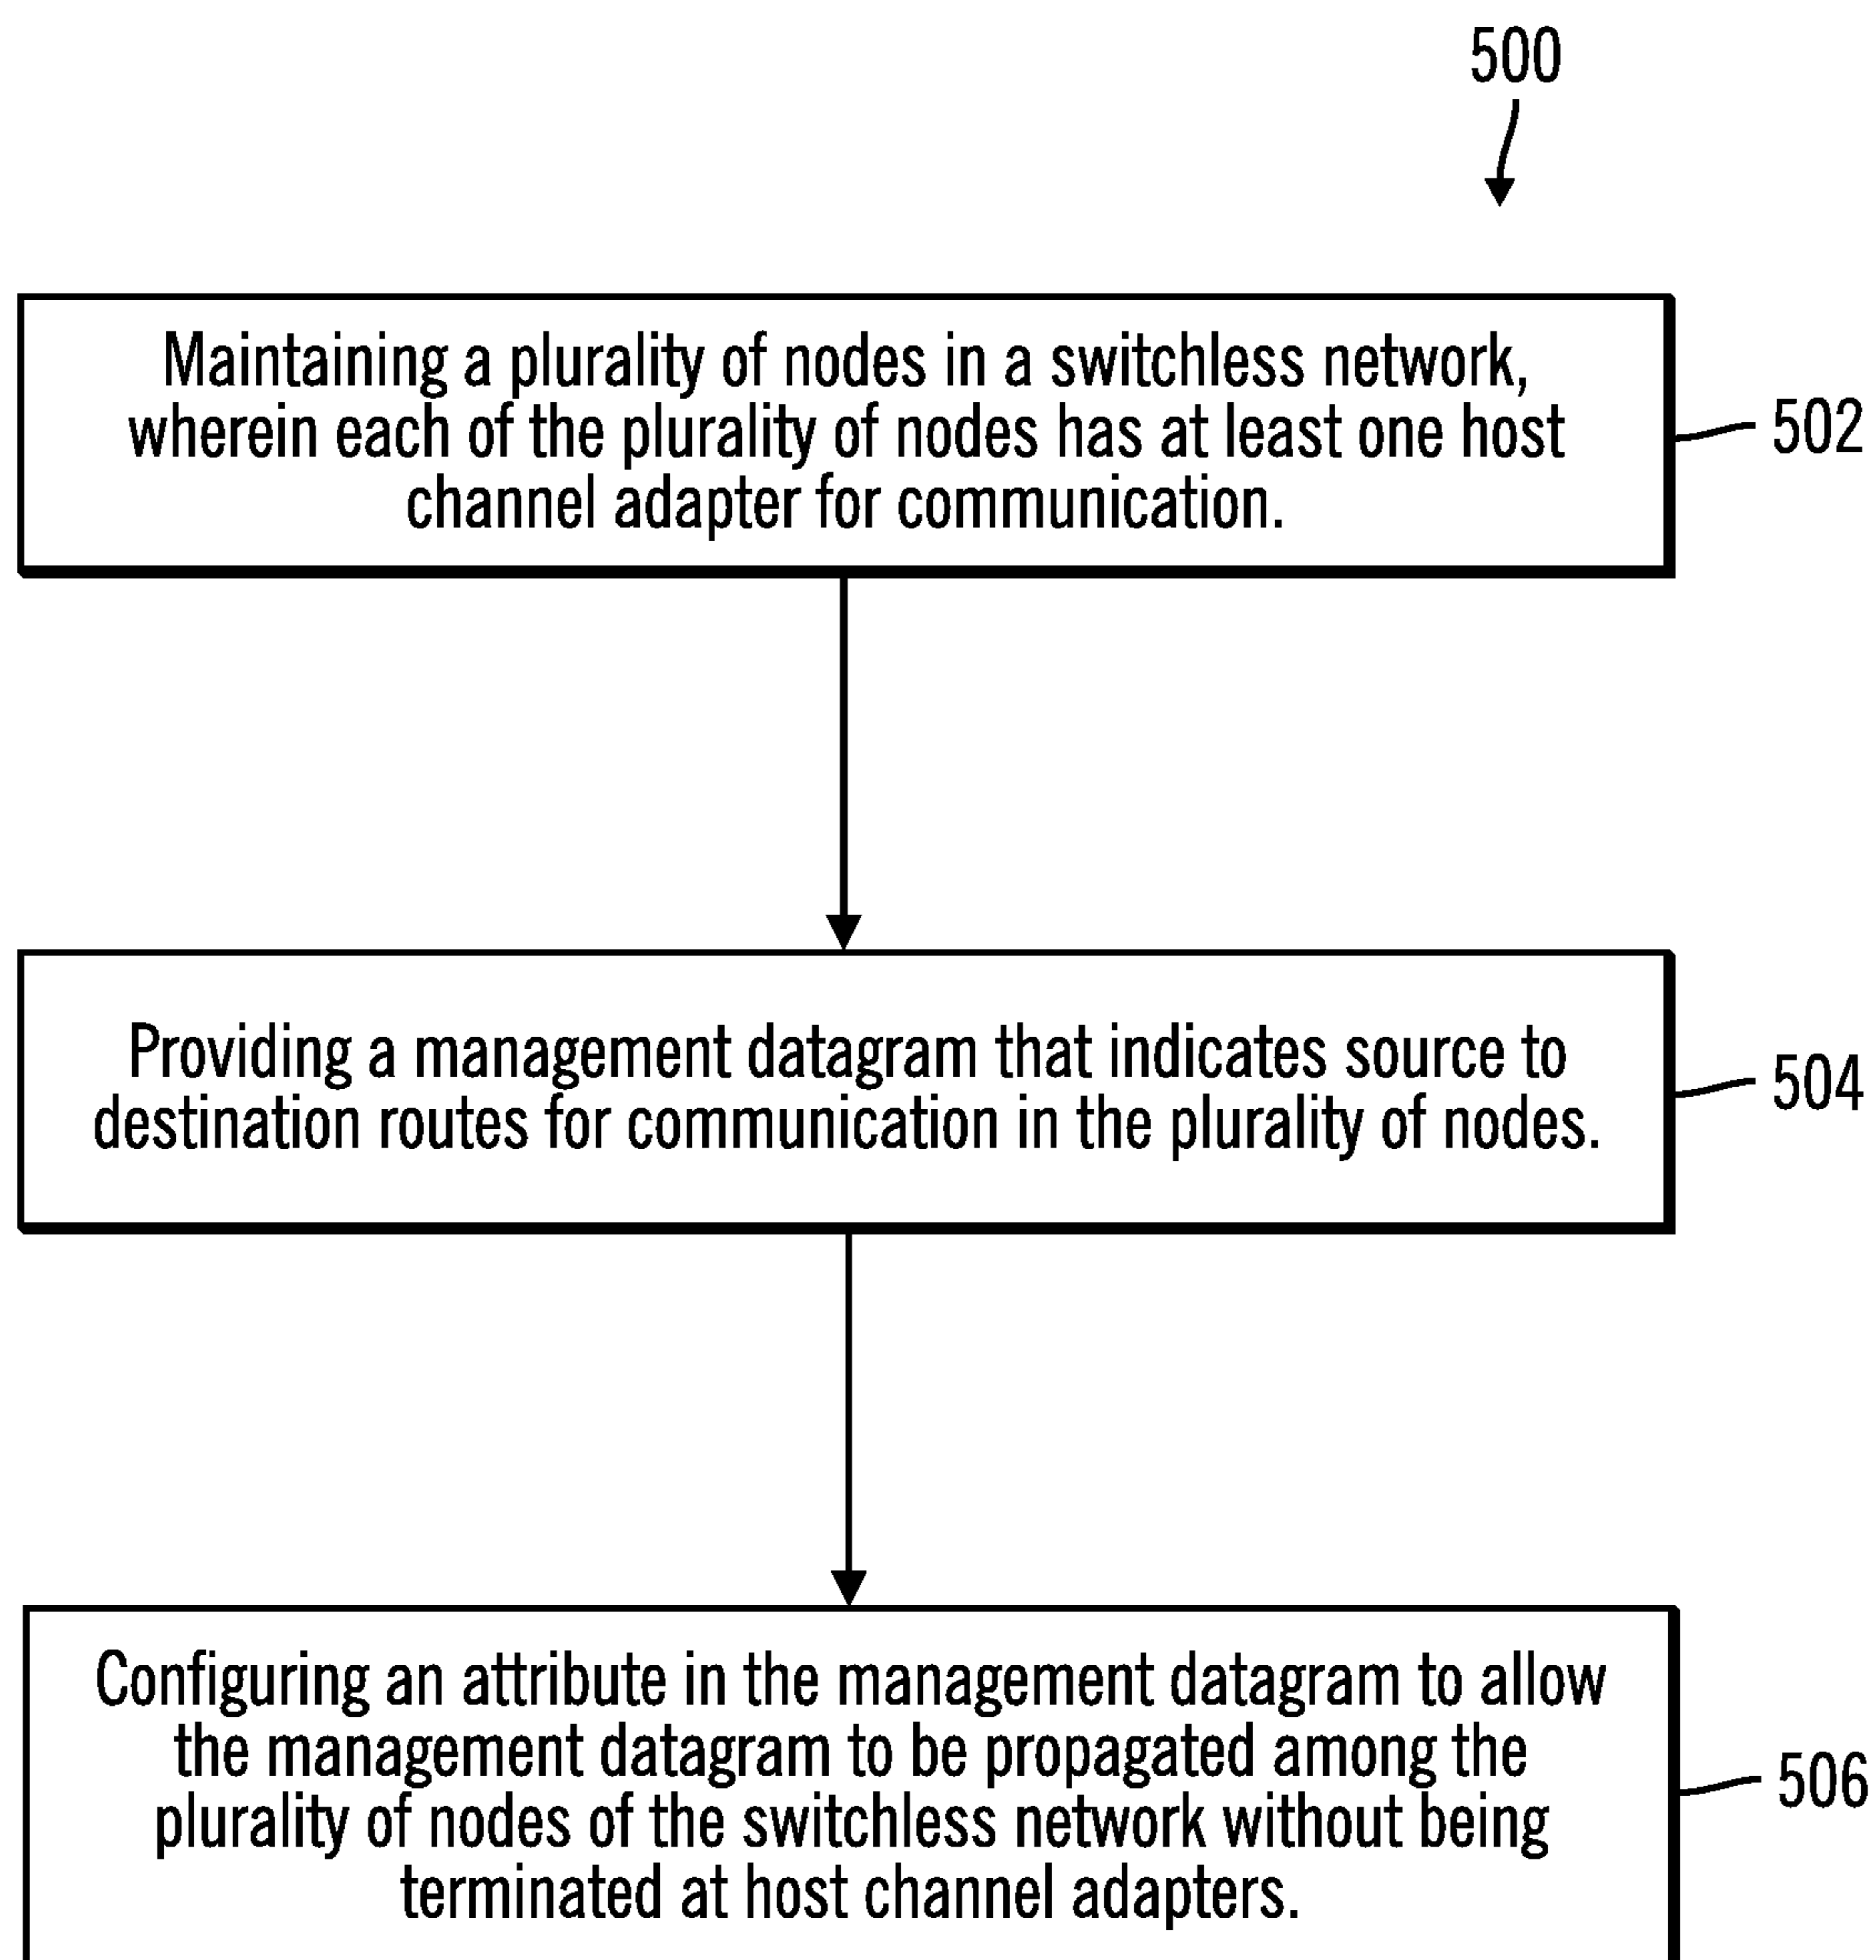 500
Maintaining a plurality of nodes in a switchless network,
wherein each of the plurality of nodes has at least one host
channel adapter for communication.
502
Providing a management datagram that indicates source to
destination routes for communication in the plurality of nodes.
504
Configuring an attribute in the management datagram to allow
the management datagram to be propagated among the
plurality of nodes of the switchless network without being
terminated at host channel adapters.
506